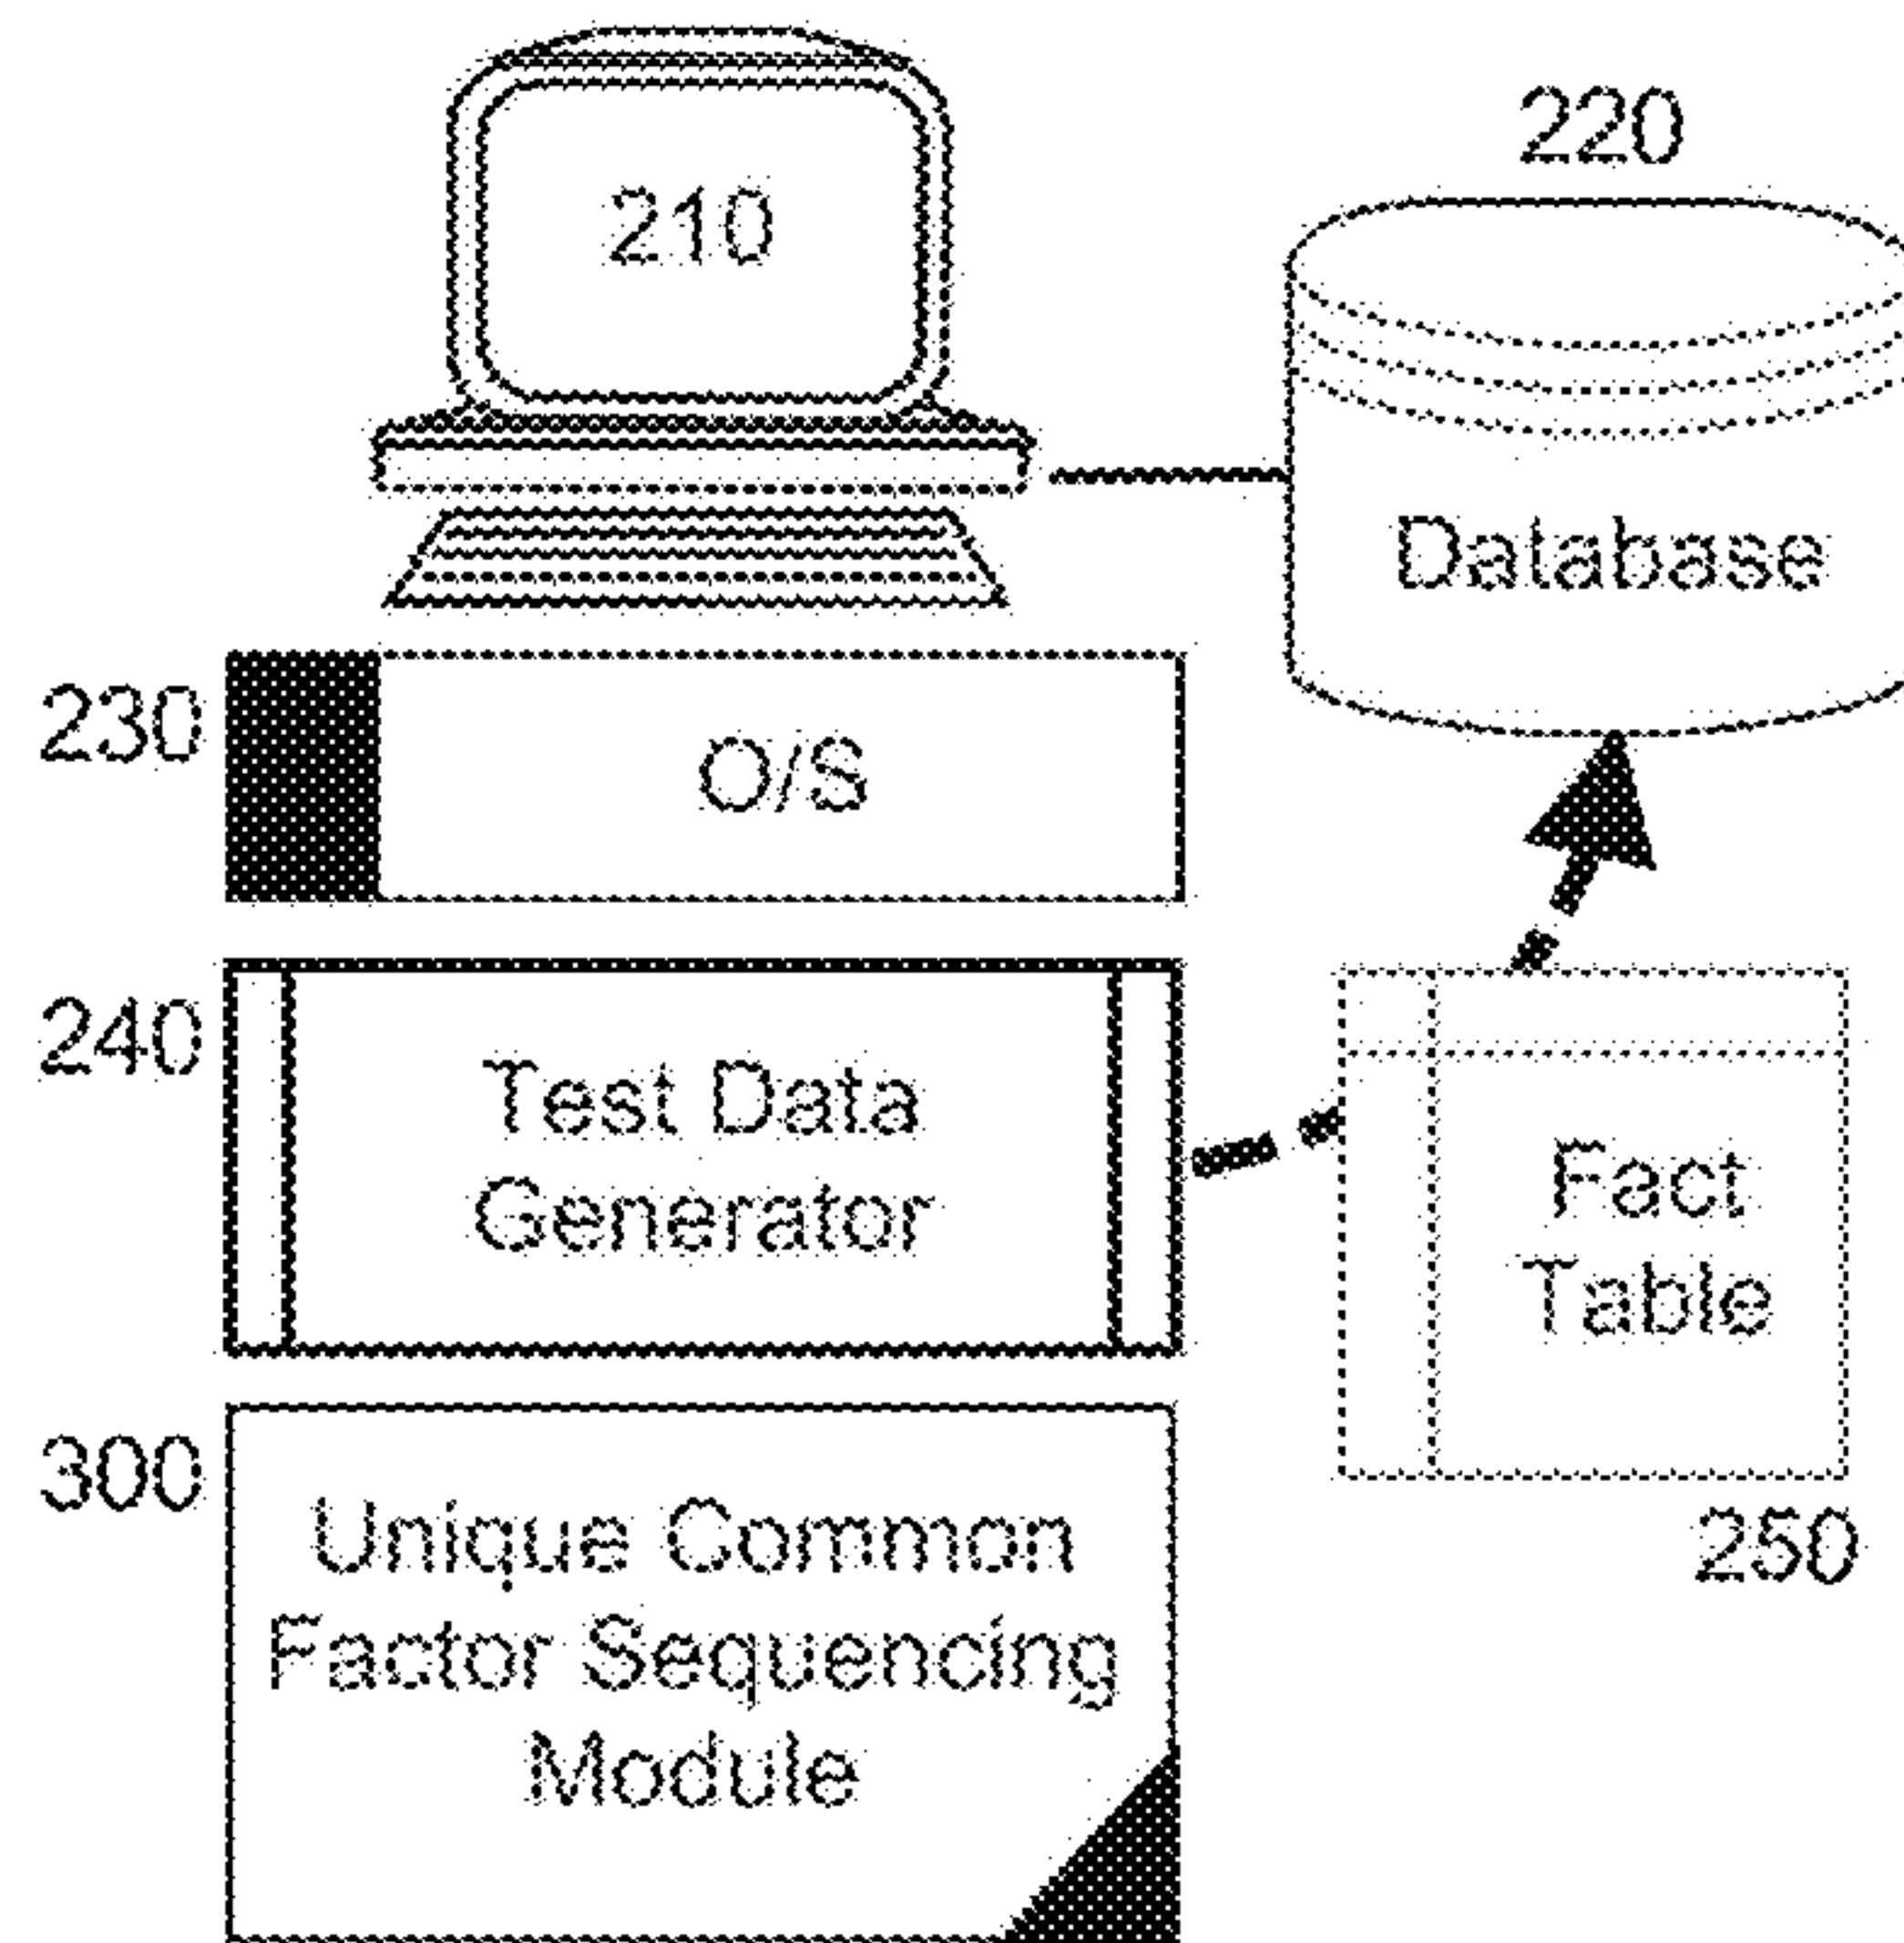 210
220
Database
230
O/S
240
Test Data
Generator
Fact
Table
250
300
Unique Common
Factor Sequencing
Module